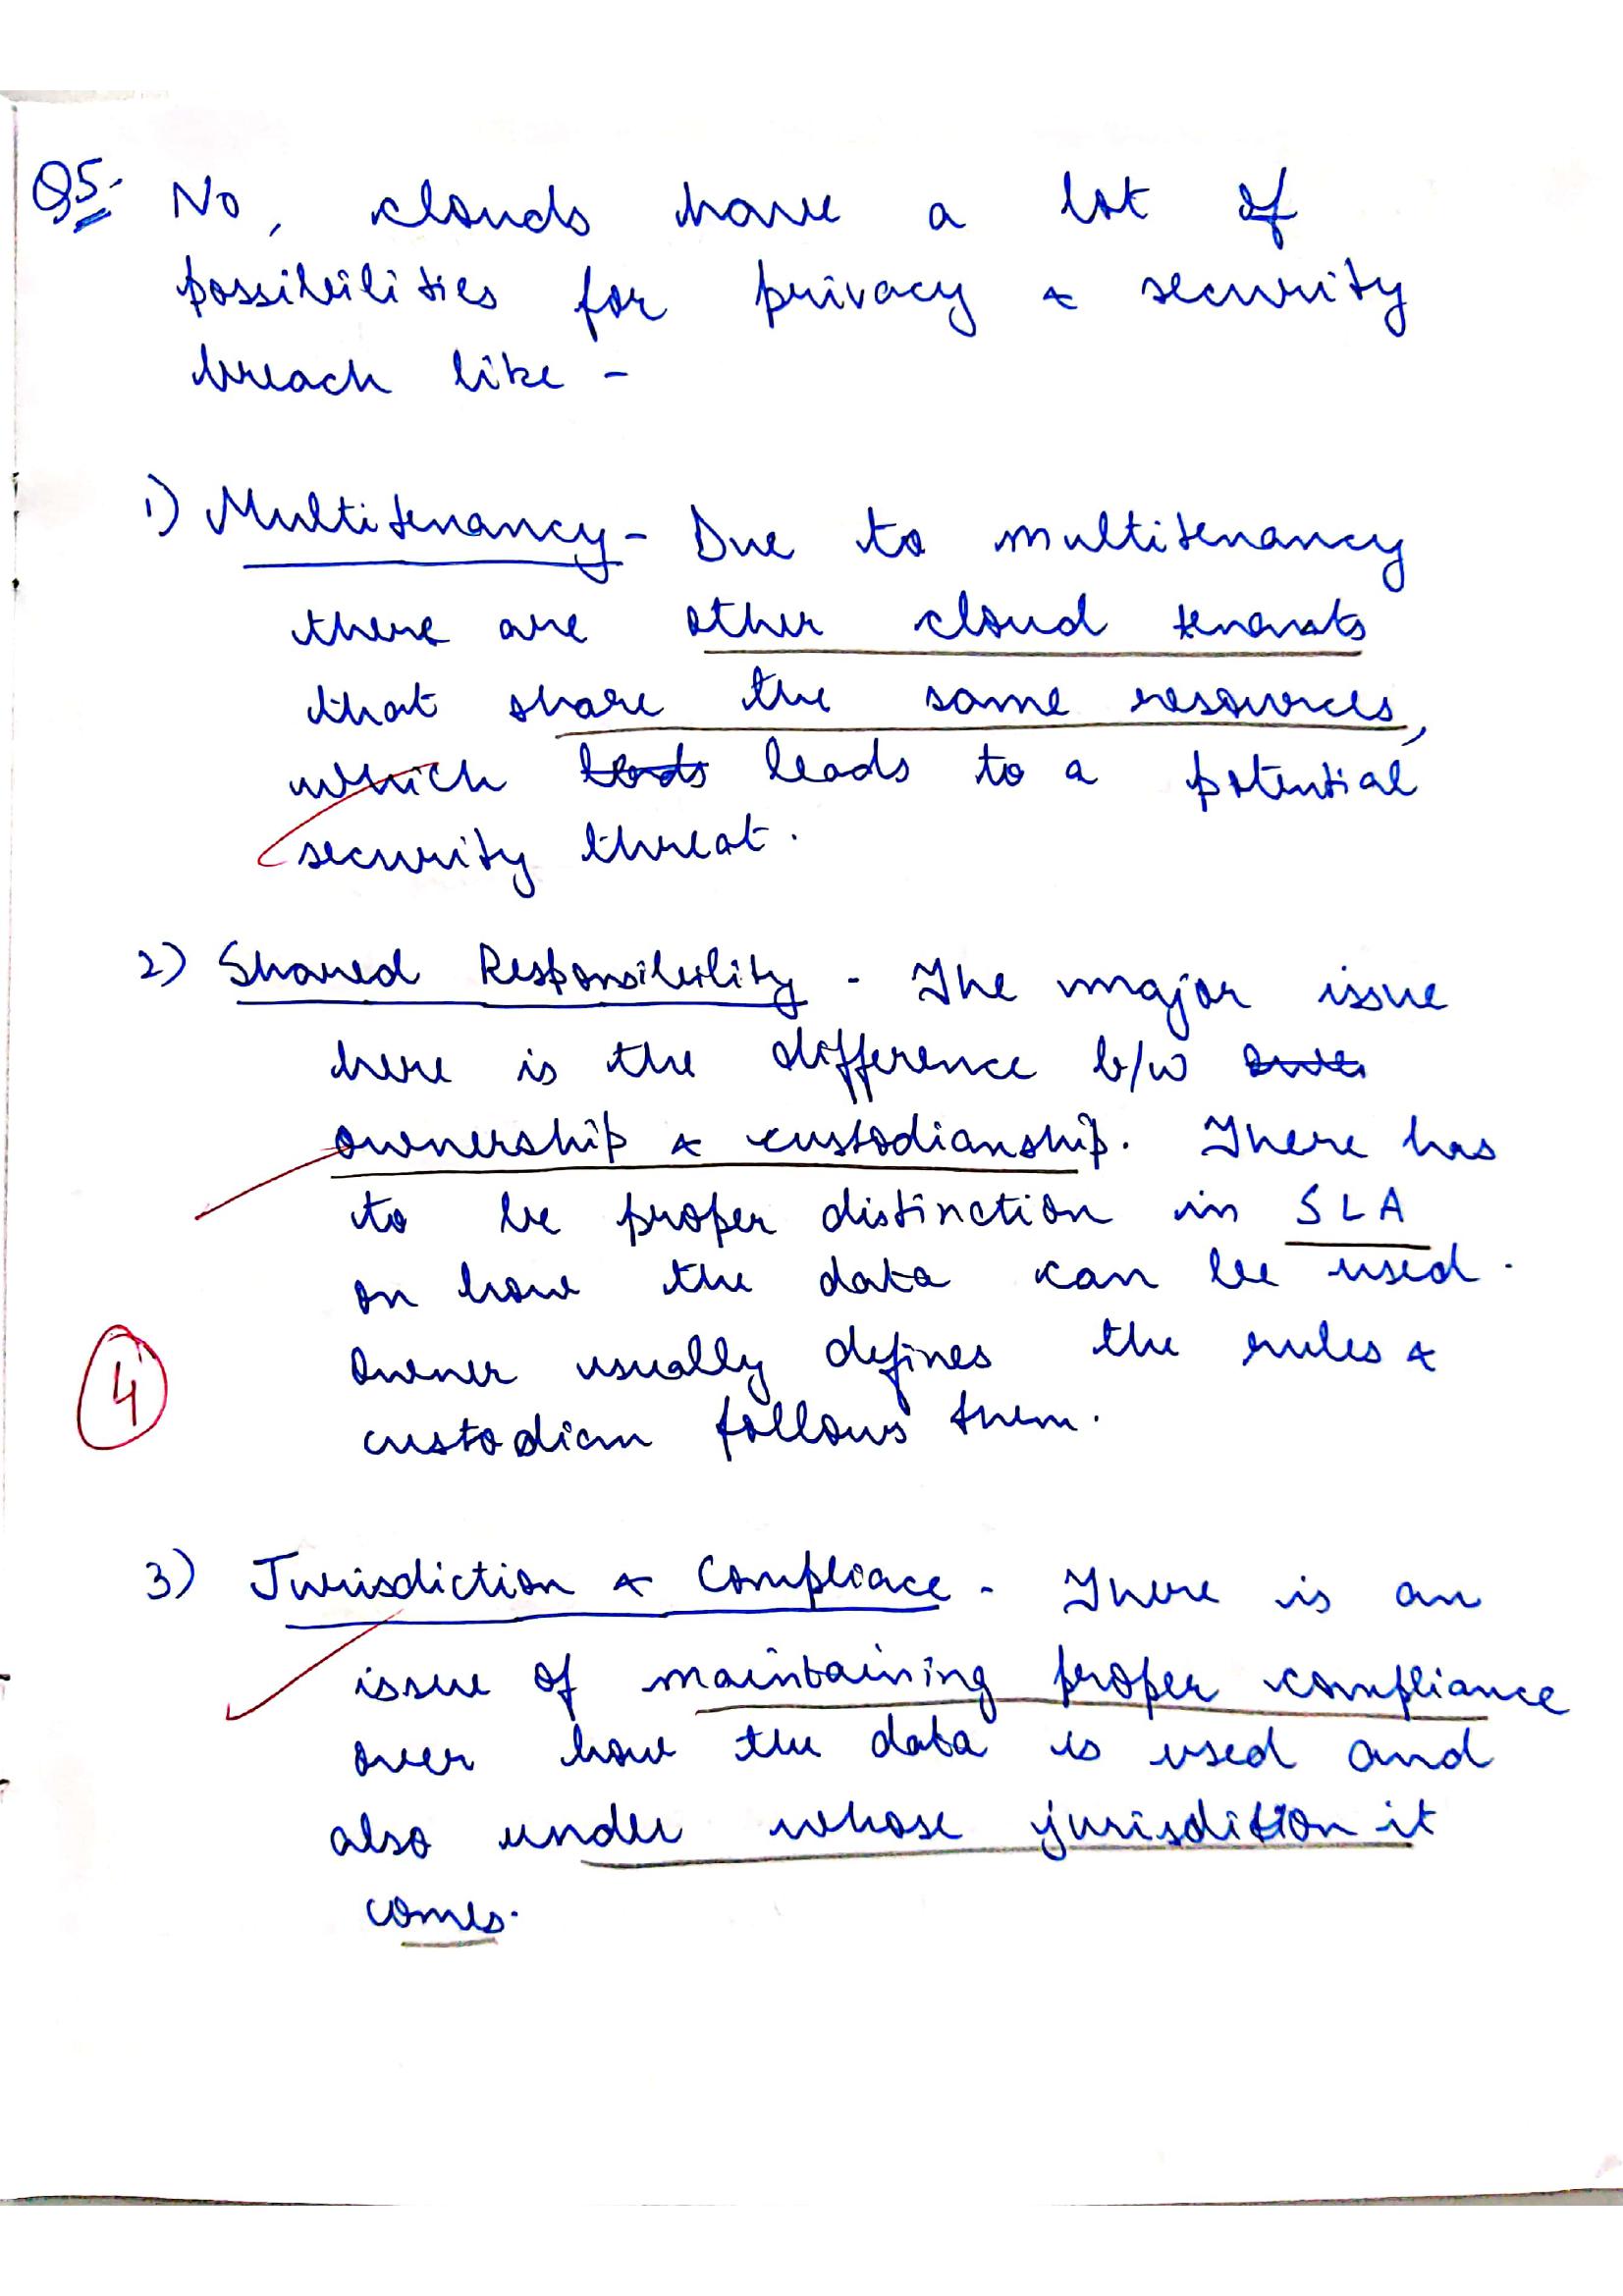 Q5. No, clouds have a lot of
possibilities for privacy & security
breach like -
1) Multitenancy - Due to multitenancy
there are other cloud tenants
that share the same resources,
which leads to a potential
security threat.
2) Shared Responsibility - The major issue
here is the difference b/w
ownership & custodianship. There has
to be proper distinction in SLA
on how the data can be used.
Owner usually defines the rules &
4
custodian follows them.
3) Jurisdiction & Compliace - There is an
issue of maintaining proper compliance
over how the data is used and
also under whose jurisdition it
comes.